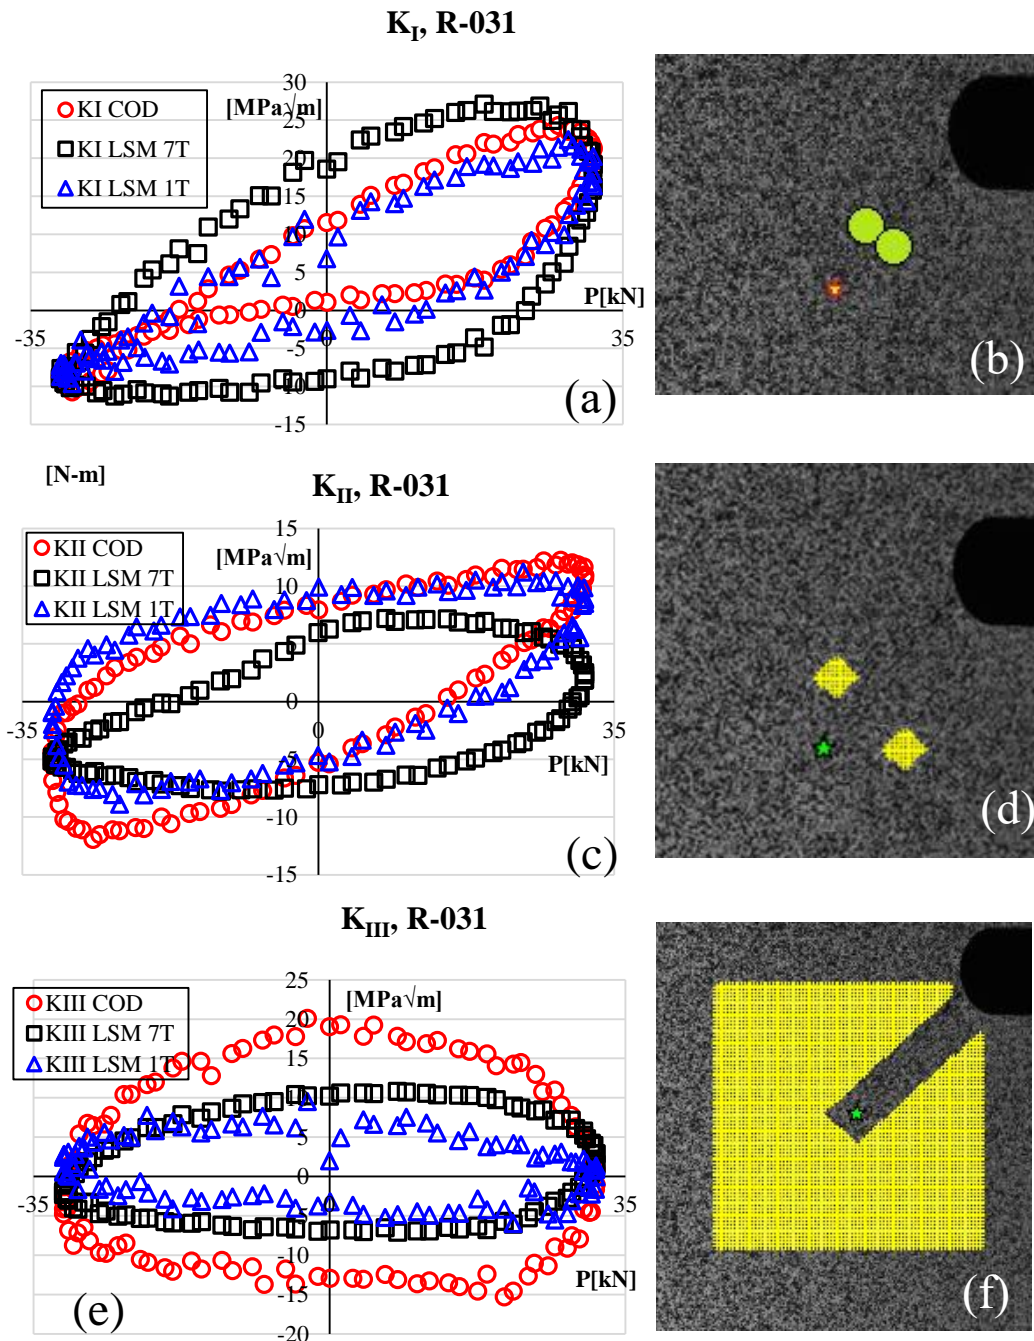 K_I, R-031
30
KI COD
[MPa√m]
25
KI LSM 7T
20
KI LSM 1T
15
10
5
P[kN]
0
-35
35
-5
-10
-15
(a)
(b)
[N-m]
K_II, R-031
15
KII COD
[MPa√m]
KII LSM 7T
10
KII LSM 1T
5
0
-35
35
-5
P[kN]
-10
-15
(c)
(d)
K_III, R-031
25
KIII COD
[MPa√m]
20
KIII LSM 7T
15
KIII LSM 1T
10
5
0
-35
35
-5
-10
P[kN]
-15
-20
(e)
(f)